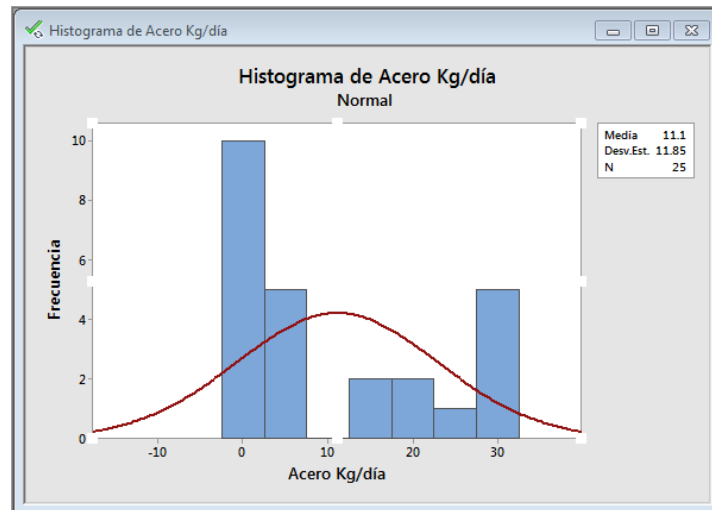 Histograma de Acero Kg/día
Histograma de Acero Kg/día
Normal
Media 11.1
Desv.Est. 11.85
N 25
10
8
6
4
2
0
Frecuencia
-10 0 10 20 30
Acero Kg/día